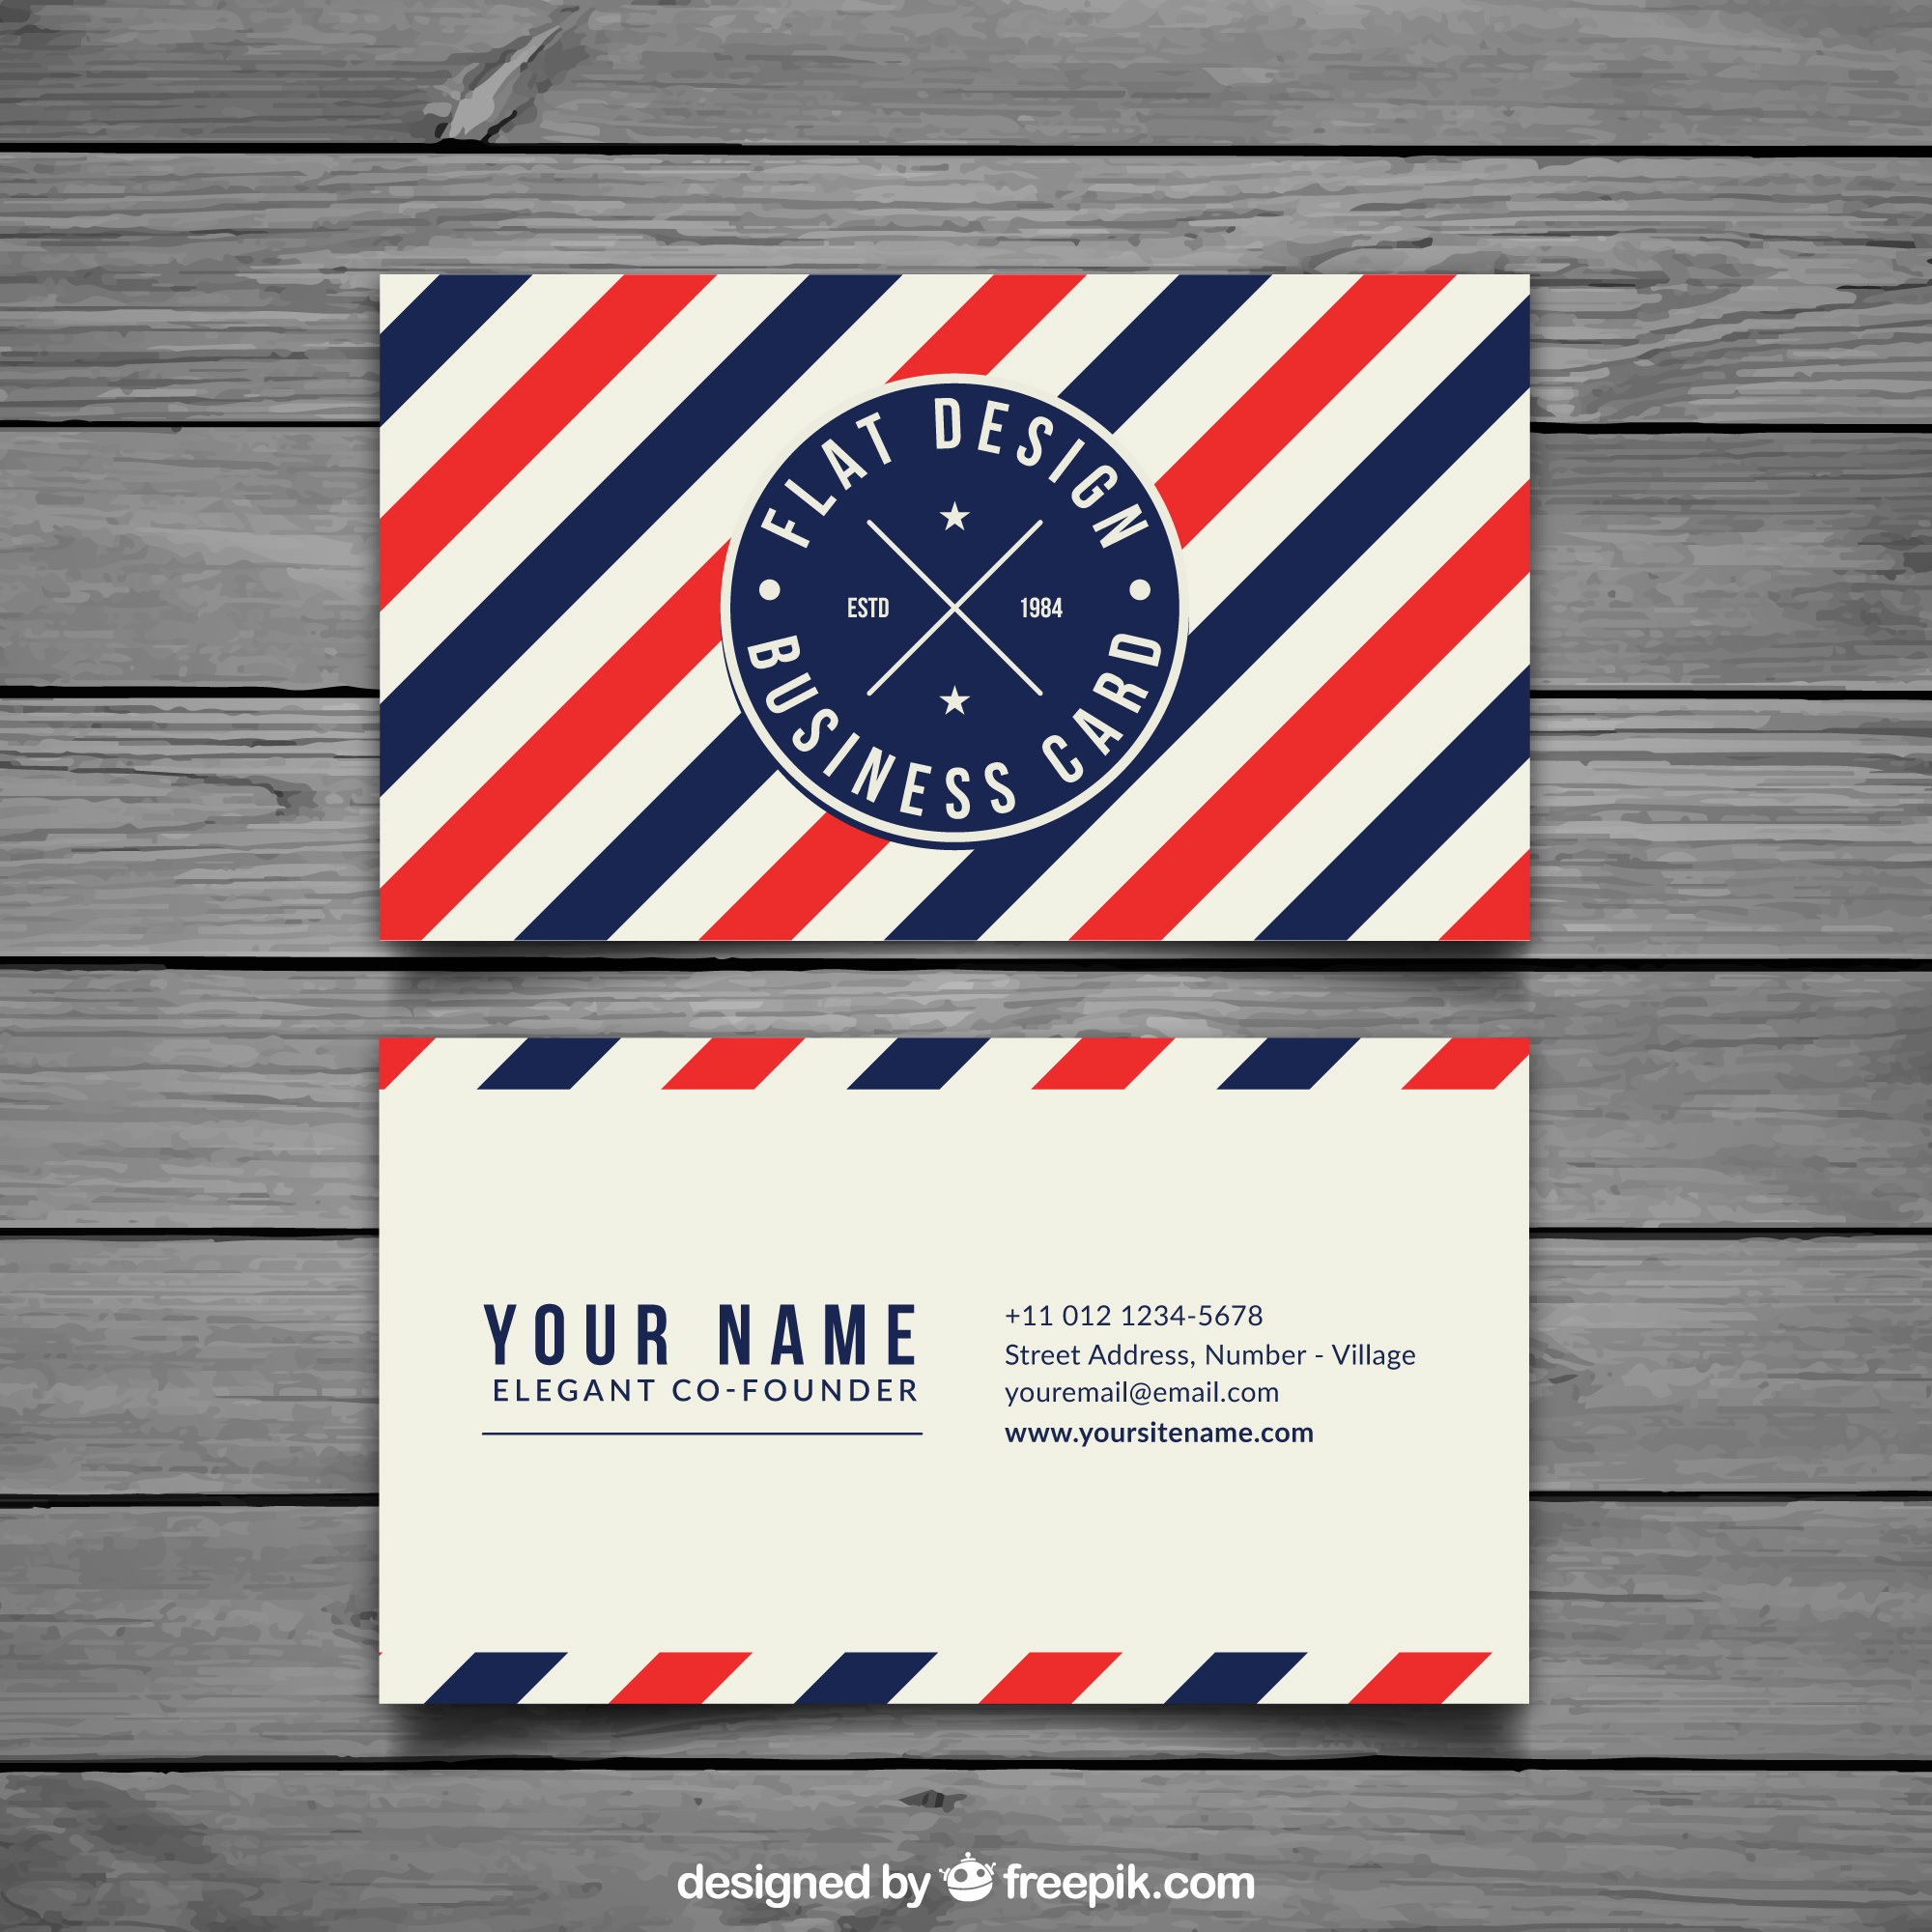 FLAT DESIGN
ESTD 1984
BUSINESS CARD
YOUR NAME
ELEGANT CO-FOUNDER
+11 012 1234-5678
Street Address, Number - Village
youremail@email.com
www.yoursitename.com
designed by freepik.com